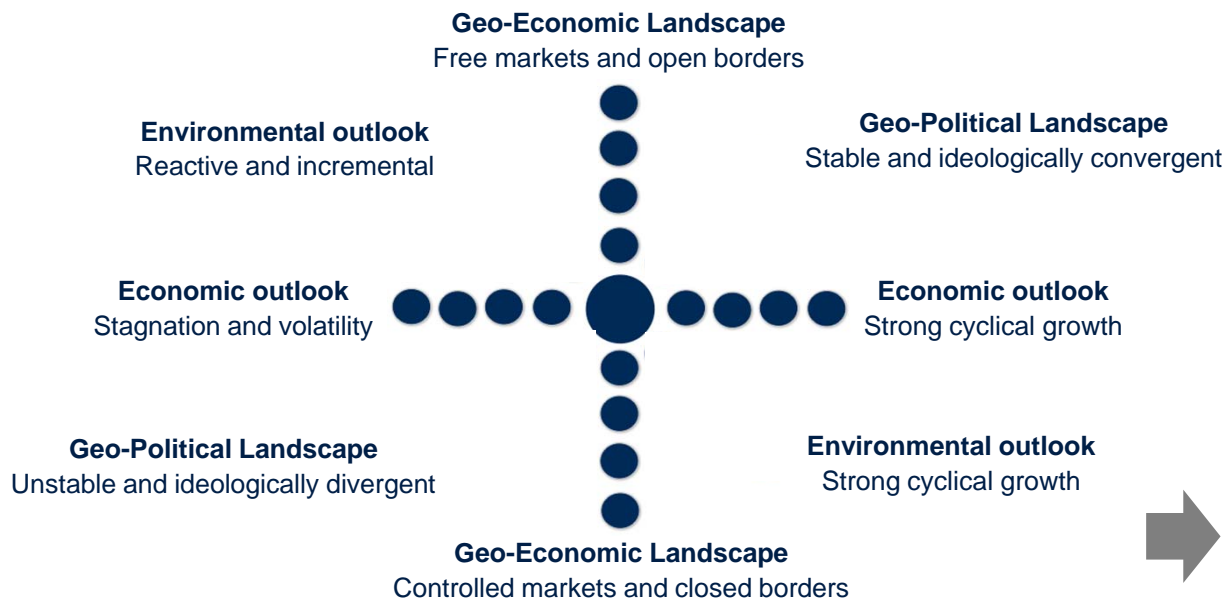 Geo-Economic Landscape
Free markets and open borders
Environmental outlook
Reactive and incremental
Geo-Political Landscape
Stable and ideologically convergent
Economic outlook
Stagnation and volatility
Economic outlook
Strong cyclical growth
Geo-Political Landscape
Unstable and ideologically divergent
Environmental outlook
Strong cyclical growth
Geo-Economic Landscape
Controlled markets and closed borders